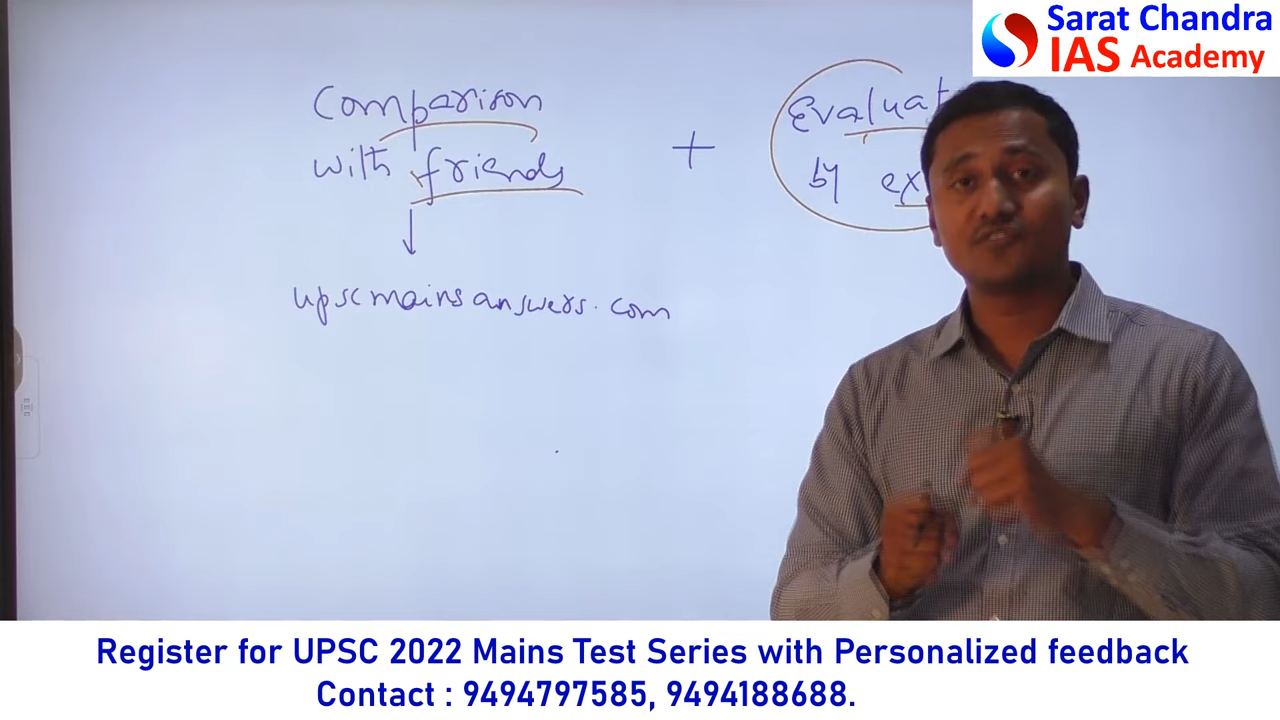 Sarat Chandra
IAS Academy
Comparison
with friends
+
Evaluat
by ex
upscmainsanswers.com
Register for UPSC 2022 Mains Test Series with Personalized feedback
Contact : 9494797585, 9494188688.